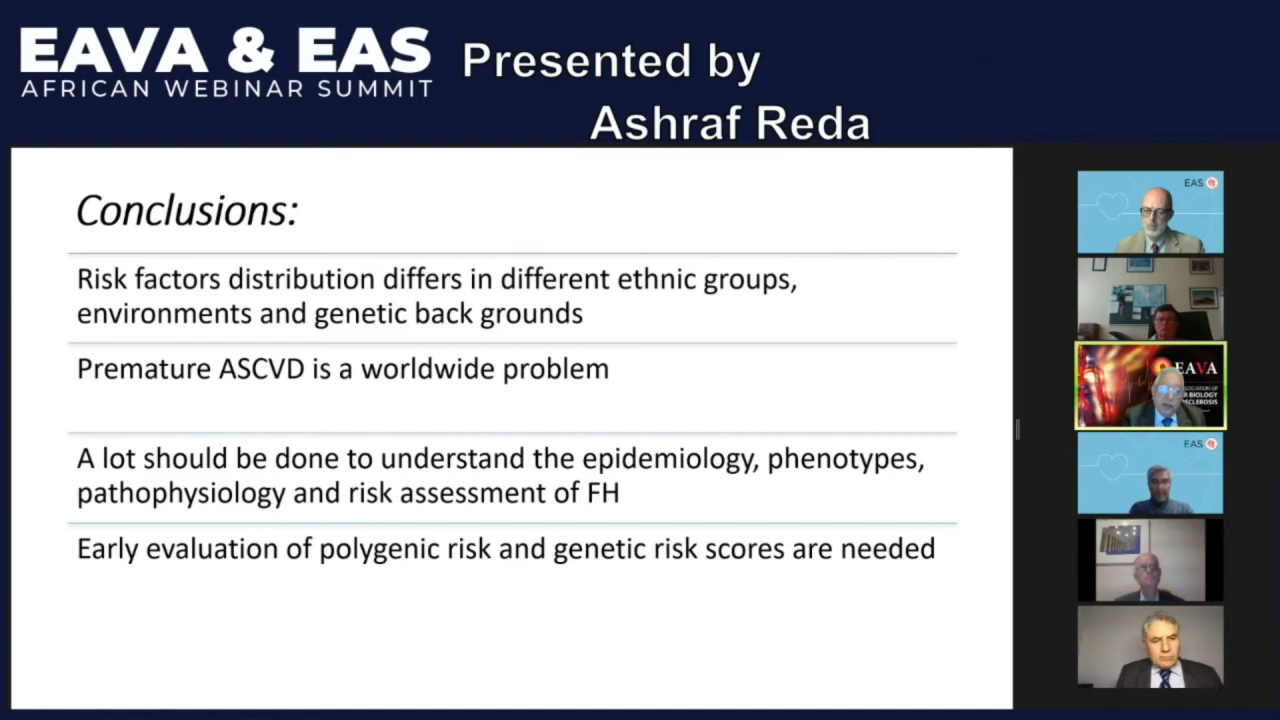 EAVA & EAS
AFRICAN WEBINAR SUMMIT
Presented by
Ashraf Reda
Conclusions:
Risk factors distribution differs in different ethnic groups,
environments and genetic back grounds
Premature ASCVD is a worldwide problem
A lot should be done to understand the epidemiology, phenotypes,
pathophysiology and risk assessment of FH
Early evaluation of polygenic risk and genetic risk scores are needed
EAS
EAVA
BIOLOGY
EAS